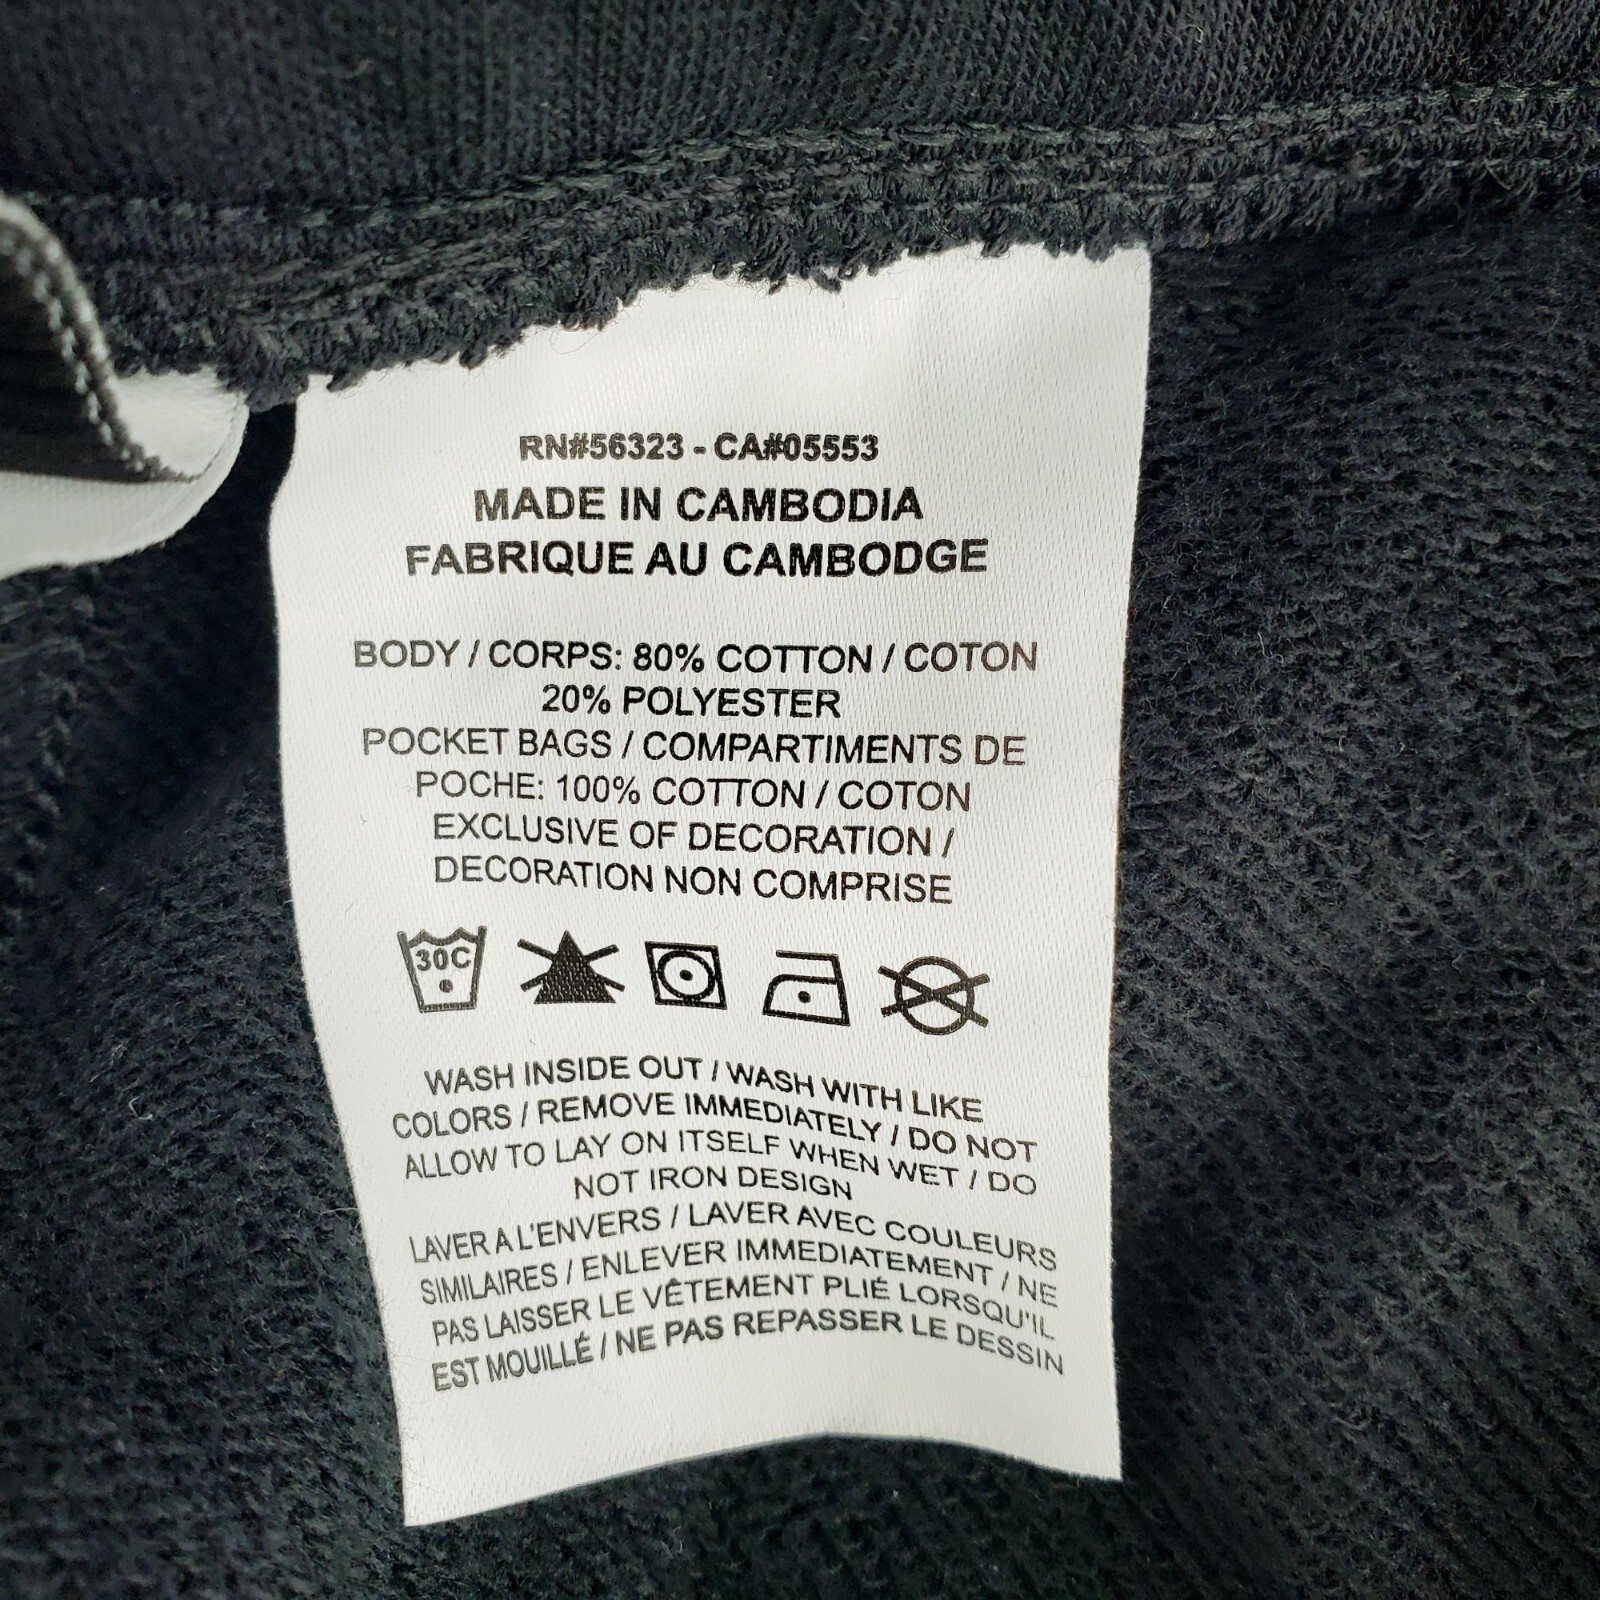 RN#56323 - CA#05553
MADE IN CAMBODIA
FABRIQUE AU CAMBODGE
BODY / CORPS: 80% COTTON / COTON
20% POLYESTER
POCKET BAGS / COMPARTIMENTS DE
POCHE: 100% COTTON / COTON
EXCLUSIVE OF DECORATION /
DECORATION NON COMPRISE
30C
WASH INSIDE OUT / WASH WITH LIKE
COLORS / REMOVE IMMEDIATELY / DO NOT
ALLOW TO LAY ON ITSELF WHEN WET / DO
NOT IRON DESIGN
LAVER A L'ENVERS / LAVER AVEC COULEURS
SIMILAIRES / ENLEVER IMMEDIATEMENT / NE
PAS LAISSER LE VÊTEMENT PLIÉ LORSQU'IL
EST MOUILLÉ / NE PAS REPASSER LE DESSIN